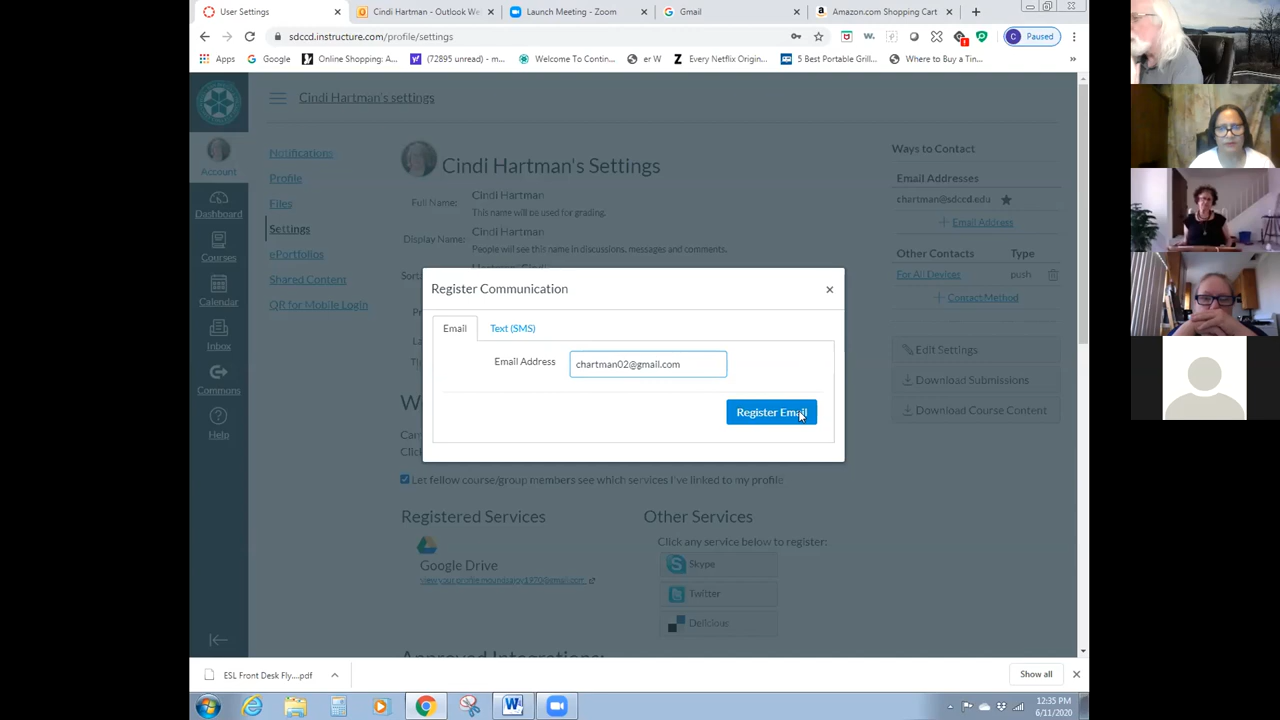 User Settings
Cindi Hartman - Outlook We
Launch Meeting - Zoom
Gmail
Amazon.com Shopping Cart
sdccd.instructure.com/profile/settings
Paused
Apps
Google
Online Shopping: A...
(72895 unread) - m...
Welcome To Contin...
er W
Every Netflix Origin...
5 Best Portable Grill...
Where to Buy a Tin...
Cindi Hartman's settings
Account
Dashboard
Courses
Calendar
Inbox
Commons
Help
Notifications
Profile
Files
Settings
ePortfolios
Shared Content
QR for Mobile Login
Cindi Hartman's Settings
Full Name:
Cindi Hartman
This name will be used for grading.
Display Name:
Cindi Hartman
People will see this name in discussions, messages and comments.
Ways to Contact
Email Addresses
chartman@sdccd.edu
+ Email Address
Other Contacts Type
For All Devices push
+ Contact Method
Edit Settings
Download Submissions
Download Course Content
Register Communication
×
Email
Text (SMS)
Email Address
chartman02@gmail.com
Register Email
Let fellow course/group members see which services I've linked to my profile
Registered Services
Google Drive
Other Services
Click any service below to register:
Skype
Twitter
Delicious
Approved Integrations:
ESL Front Desk Fly....pdf
Show all
12:35 PM
6/11/2020